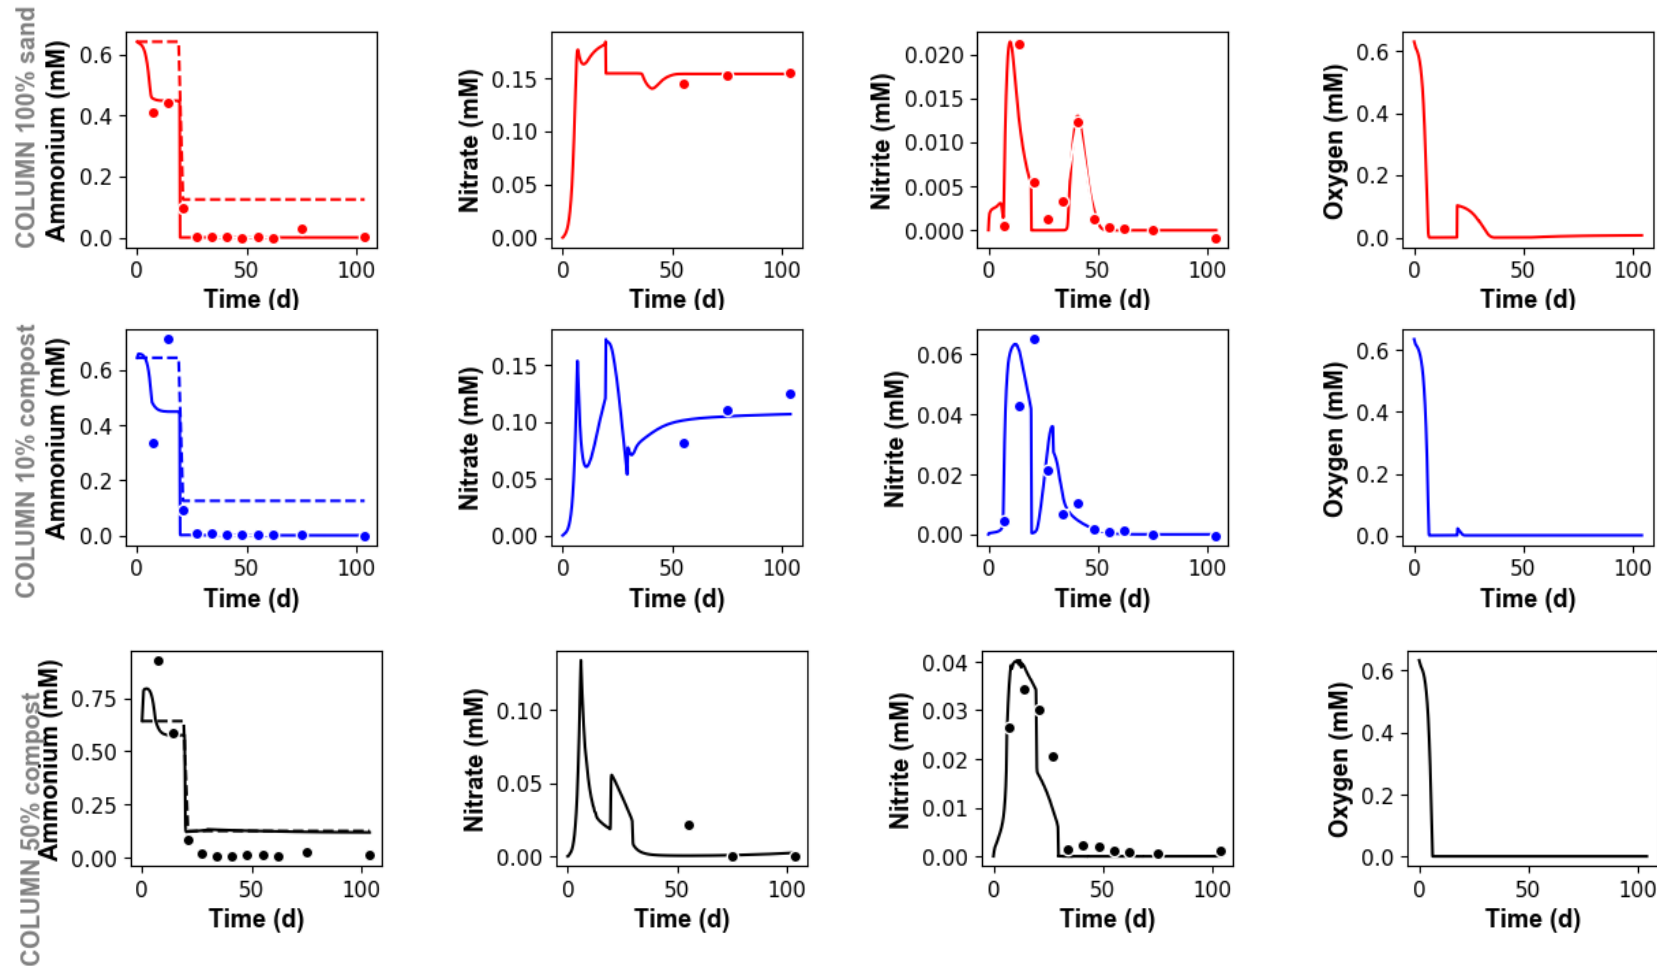 COLUMN 100% sand
Ammonium (mM)
0.6
0.4
0.2
0.0
0 50 100
Time (d)
Nitrate (mM)
0.15
0.10
0.05
0.00
0 50 100
Time (d)
Nitrite (mM)
0.020
0.015
0.010
0.005
0.000
0 50 100
Time (d)
Oxygen (mM)
0.6
0.4
0.2
0.0
0 50 100
Time (d)
COLUMN 10% compost
Ammonium (mM)
0.6
0.4
0.2
0.0
0 50 100
Time (d)
Nitrate (mM)
0.15
0.10
0.05
0.00
0 50 100
Time (d)
Nitrite (mM)
0.06
0.04
0.02
0.00
0 50 100
Time (d)
Oxygen (mM)
0.6
0.4
0.2
0.0
0 50 100
Time (d)
COLUMN 50% compost
Ammonium (mM)
0.75
0.50
0.25
0.00
0 50 100
Time (d)
Nitrate (mM)
0.10
0.05
0.00
0 50 100
Time (d)
Nitrite (mM)
0.04
0.03
0.02
0.01
0.00
0 50 100
Time (d)
Oxygen (mM)
0.6
0.4
0.2
0.0
0 50 100
Time (d)